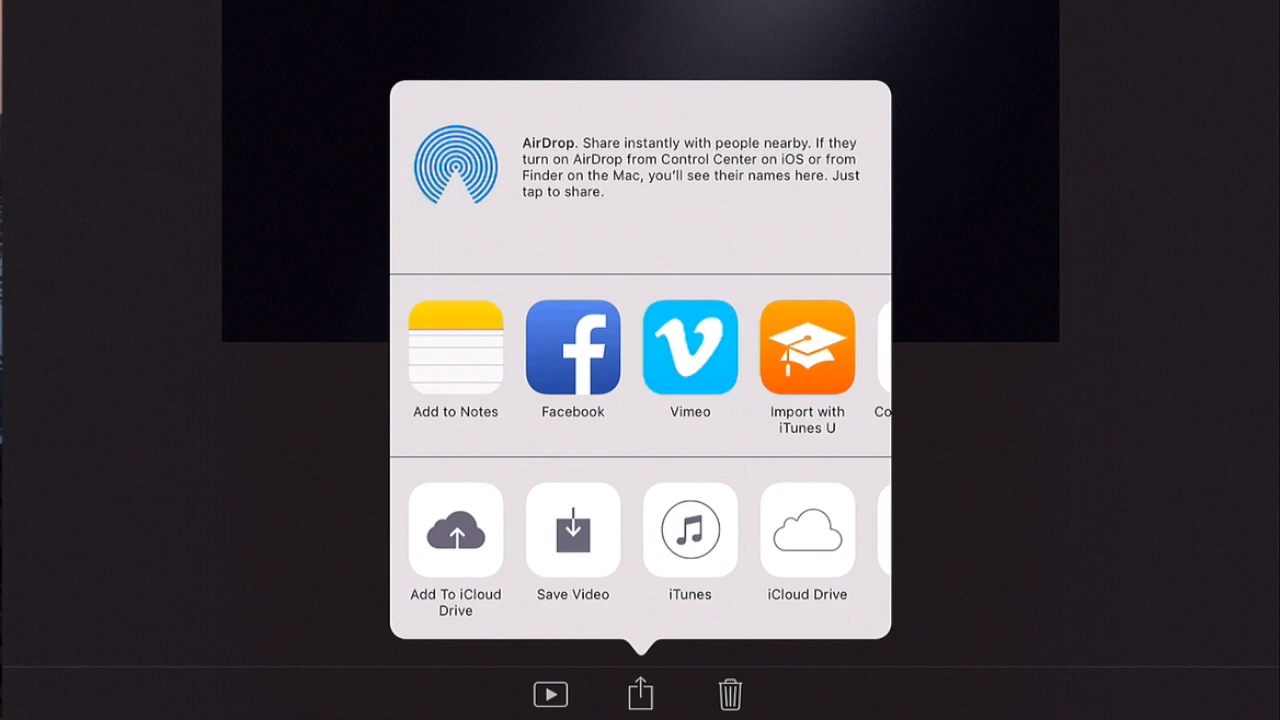 AirDrop. Share instantly with people nearby. If they
turn on AirDrop from Control Center on iOS or from
Finder on the Mac, you'll see their names here. Just
tap to share.
Add to Notes
Facebook
Vimeo
Import with
iTunes U
Co
Add To iCloud
Drive
Save Video
iTunes
iCloud Drive